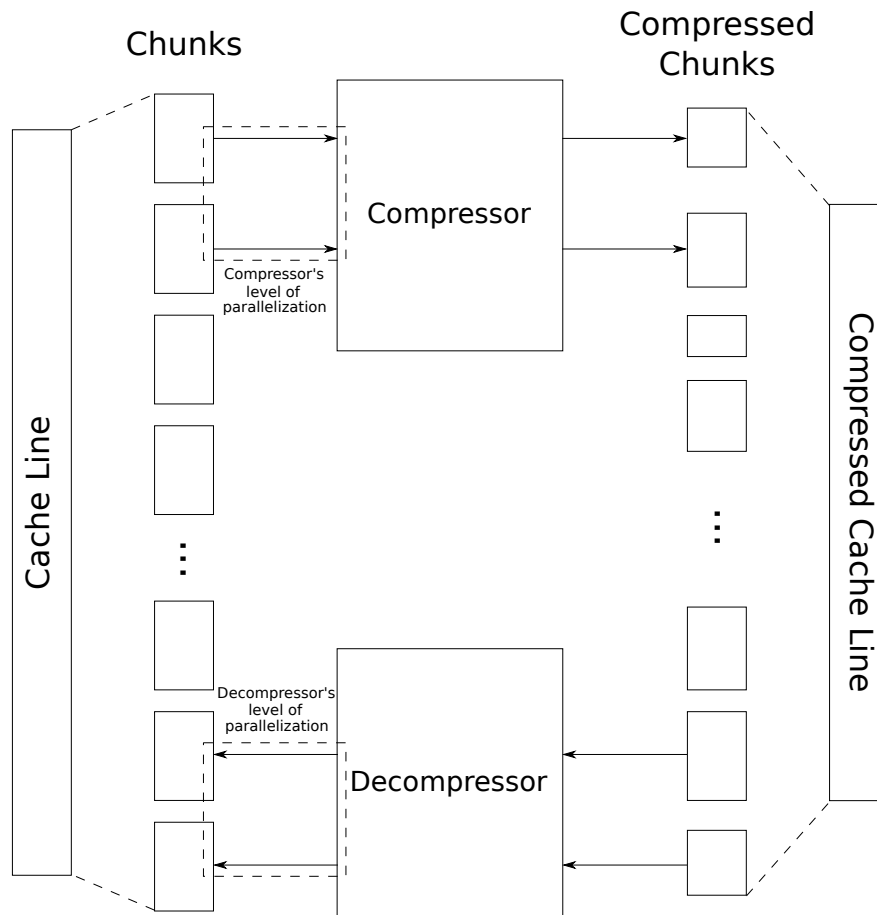 Chunks
Compressed
Chunks
Compressor
Compressor's
level of
parallelization
Cache Line
Compressed Cache Line
...
...
Decompressor's
level of
parallelization
Decompressor